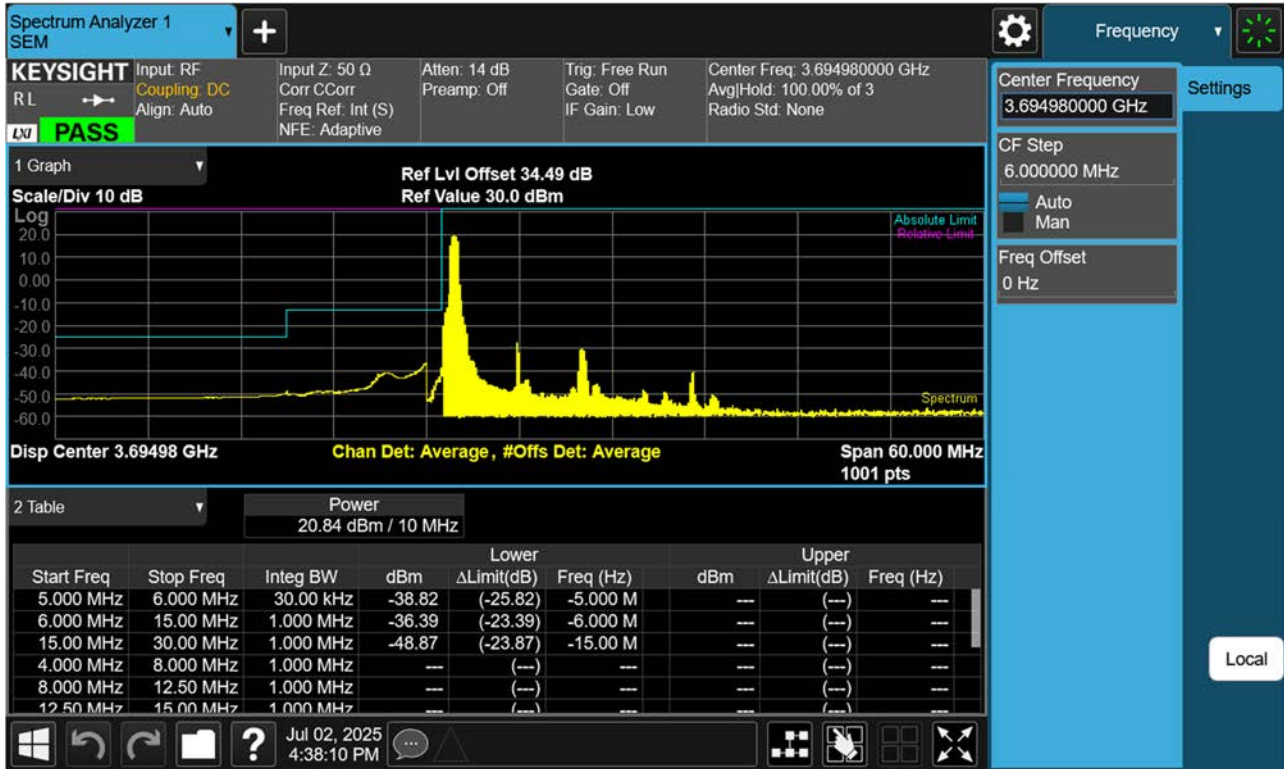 Spectrum Analyzer 1
SEM
Frequency
KEYSIGHT
RL
LXI PASS
Input: RF
Coupling: DC
Align: Auto
Input Z: 50 Ω
Corr CCorr
Freq Ref: Int (S)
NFE: Adaptive
Atten: 14 dB
Preamp: Off
Trig: Free Run
Gate: Off
IF Gain: Low
Center Freq: 3.694980000 GHz
Avg|Hold: 100.00% of 3
Radio Std: None
Center Frequency
3.694980000 GHz
Settings
CF Step
6.000000 MHz
Auto
Man
Freq Offset
0 Hz
Local
1 Graph
Scale/Div 10 dB
Ref Lvl Offset 34.49 dB
Ref Value 30.0 dBm
Log
20.0
10.0
0.00
-10.0
-20.0
-30.0
-40.0
-50.0
-60.0
Absolute Limit
Relative Limit
Spectrum
Disp Center 3.69498 GHz
Chan Det: Average, #Offs Det: Average
Span 60.000 MHz
1001 pts
2 Table
Power
20.84 dBm / 10 MHz
Lower Upper
Start Freq Stop Freq Integ BW dBm ΔLimit(dB) Freq (Hz) dBm ΔLimit(dB) Freq (Hz)
5.000 MHz 6.000 MHz 30.00 kHz -38.82 (-25.82) -5.000 M --- (---) ---
6.000 MHz 15.00 MHz 1.000 MHz -36.39 (-23.39) -6.000 M --- (---) ---
15.00 MHz 30.00 MHz 1.000 MHz -48.87 (-23.87) -15.00 M --- (---) ---
4.000 MHz 8.000 MHz 1.000 MHz --- (---) --- --- (---) ---
8.000 MHz 12.50 MHz 1.000 MHz --- (---) --- --- (---) ---
12.50 MHz 15.00 MHz 1.000 MHz --- (---) --- --- (---) ---
Jul 02, 2025
4:38:10 PM